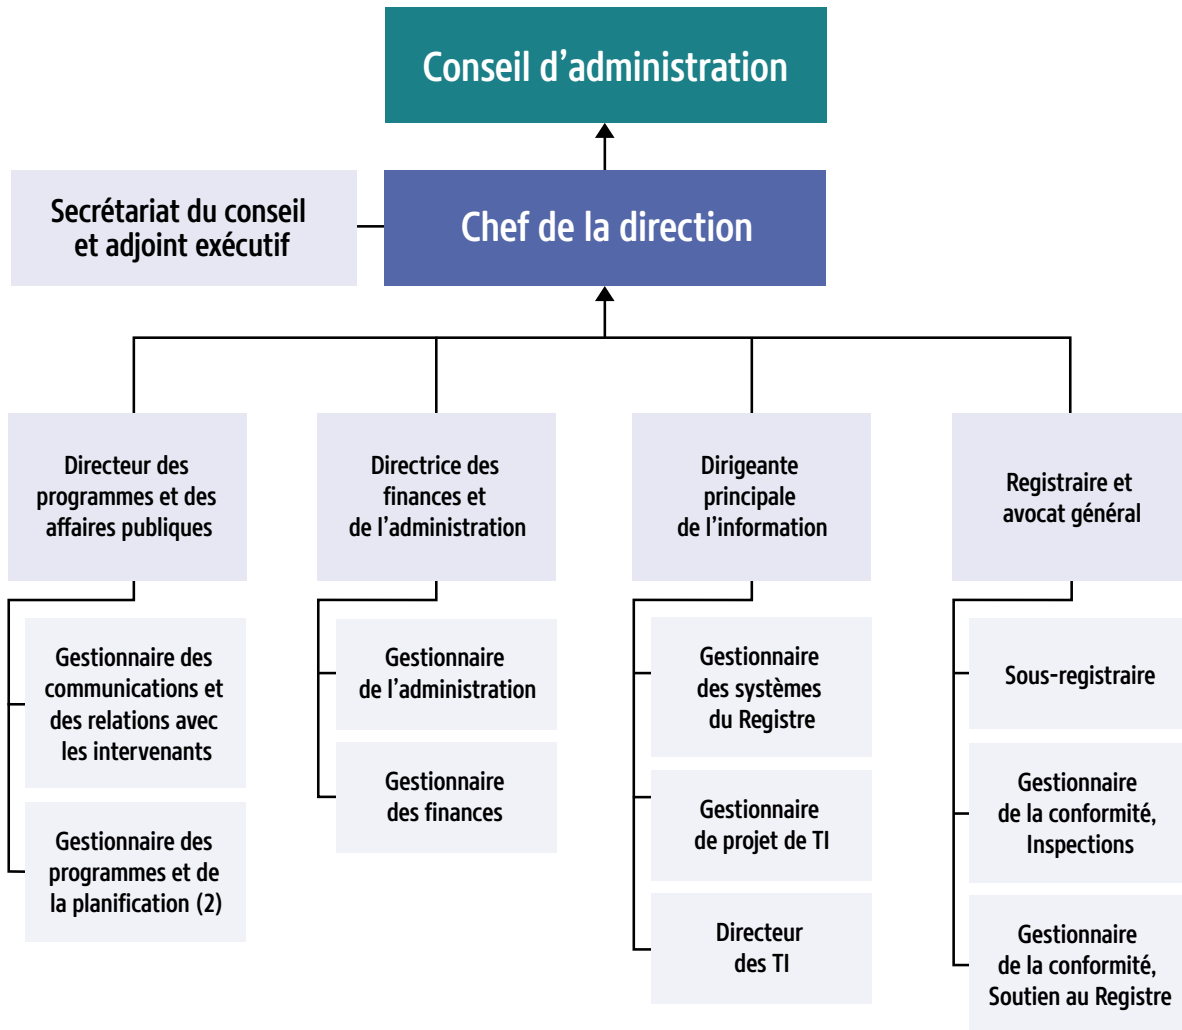 Conseil d’administration
Secrétariat du conseil
et adjoint exécutif
Chef de la direction
Directeur des
programmes et des
affaires publiques
Directrice des
finances et
de l’administration
Dirigeante
principale
de l’information
Registraire et
avocat général
Gestionnaire des
communications et
des relations avec
les intervenants
Gestionnaire des
programmes et de
la planification (2)
Gestionnaire
de l’administration
Gestionnaire
des finances
Gestionnaire
des systèmes
du Registre
Gestionnaire
de projet de TI
Directeur
des TI
Sous-registraire
Gestionnaire
de la conformité,
Inspections
Gestionnaire
de la conformité,
Soutien au Registre